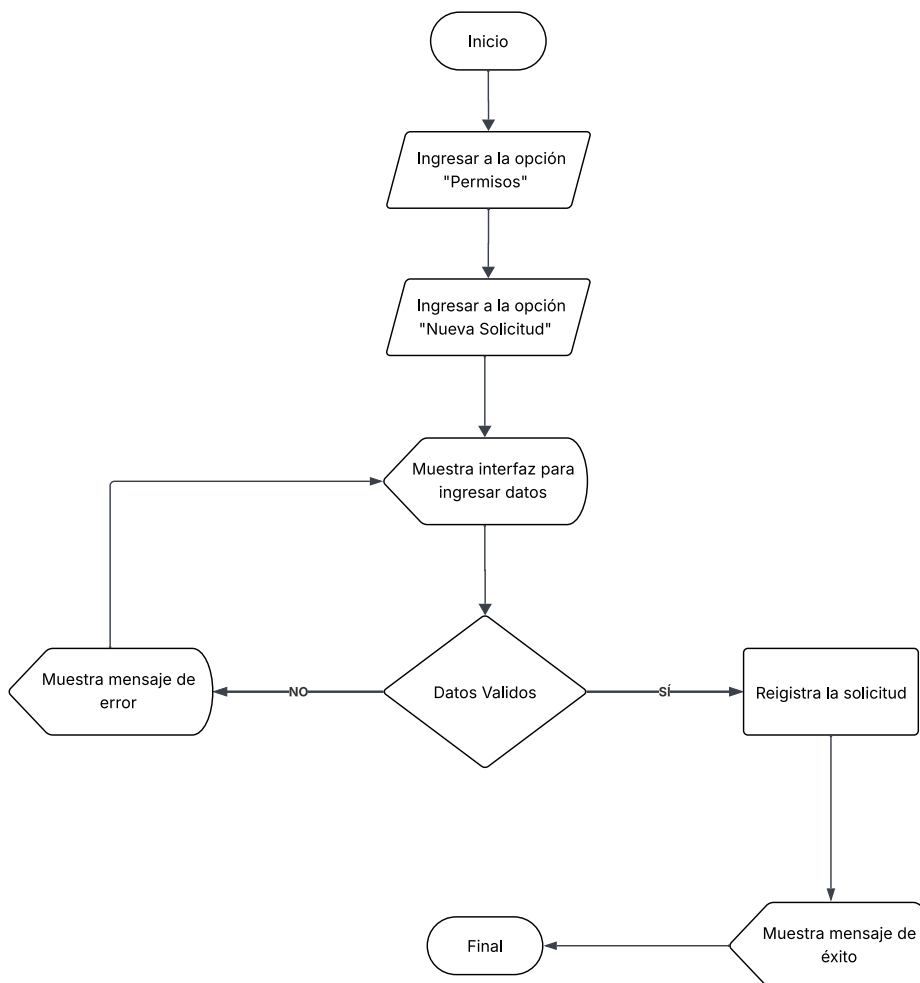 Inicio
Ingresar a la opción
"Permisos"
Ingresar a la opción
"Nueva Solicitud"
Muestra interfaz para
ingresar datos
Muestra mensaje de
error
NO
Datos Validos
SÍ
Reigistra la solicitud
Final
Muestra mensaje de
éxito